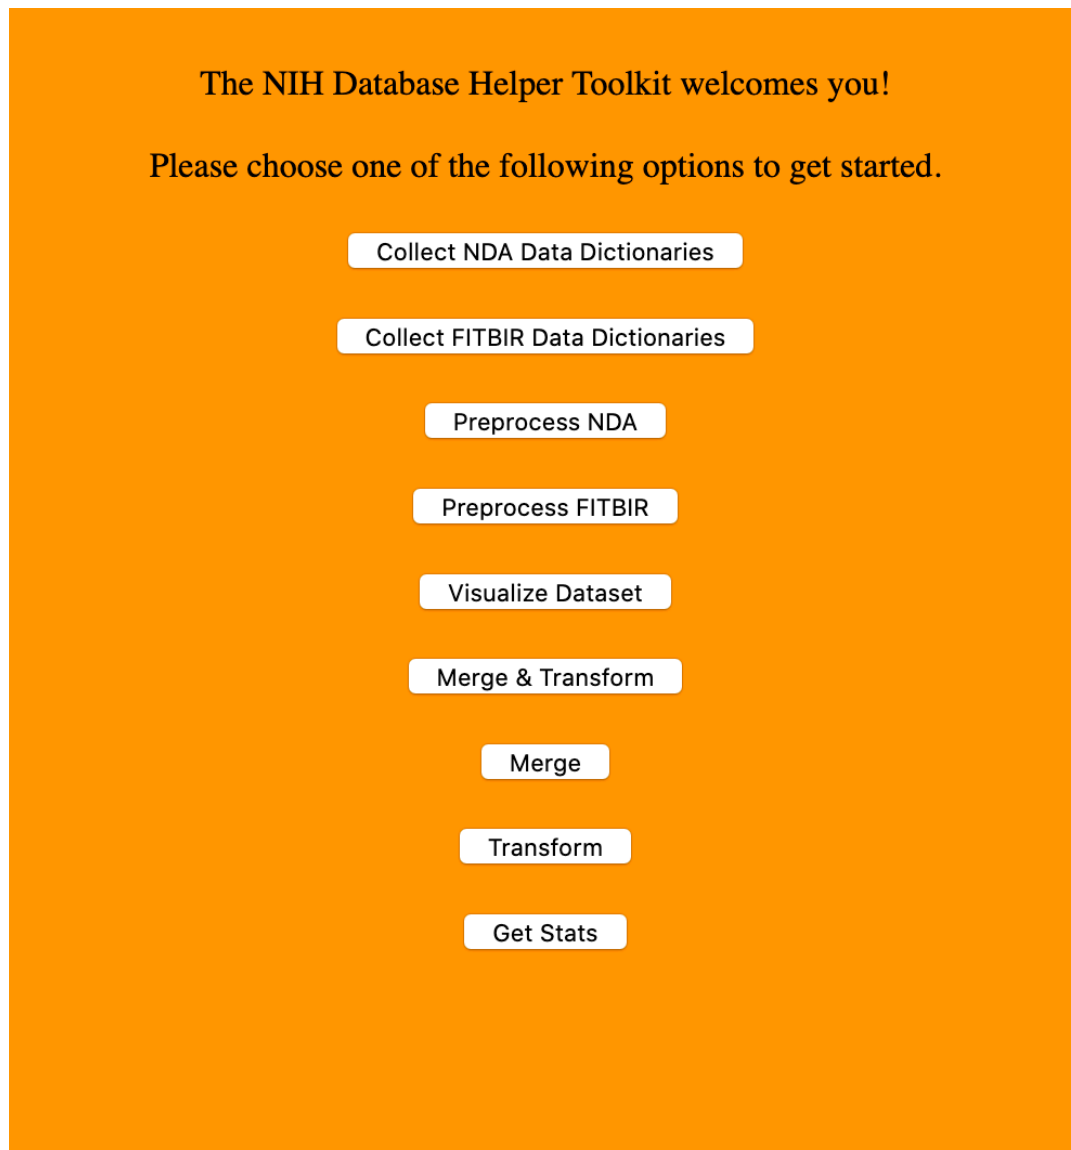 The NIH Database Helper Toolkit welcomes you!
Please choose one of the following options to get started.
Collect NDA Data Dictionaries
Collect FITBIR Data Dictionaries
Preprocess NDA
Preprocess FITBIR
Visualize Dataset
Merge & Transform
Merge
Transform
Get Stats